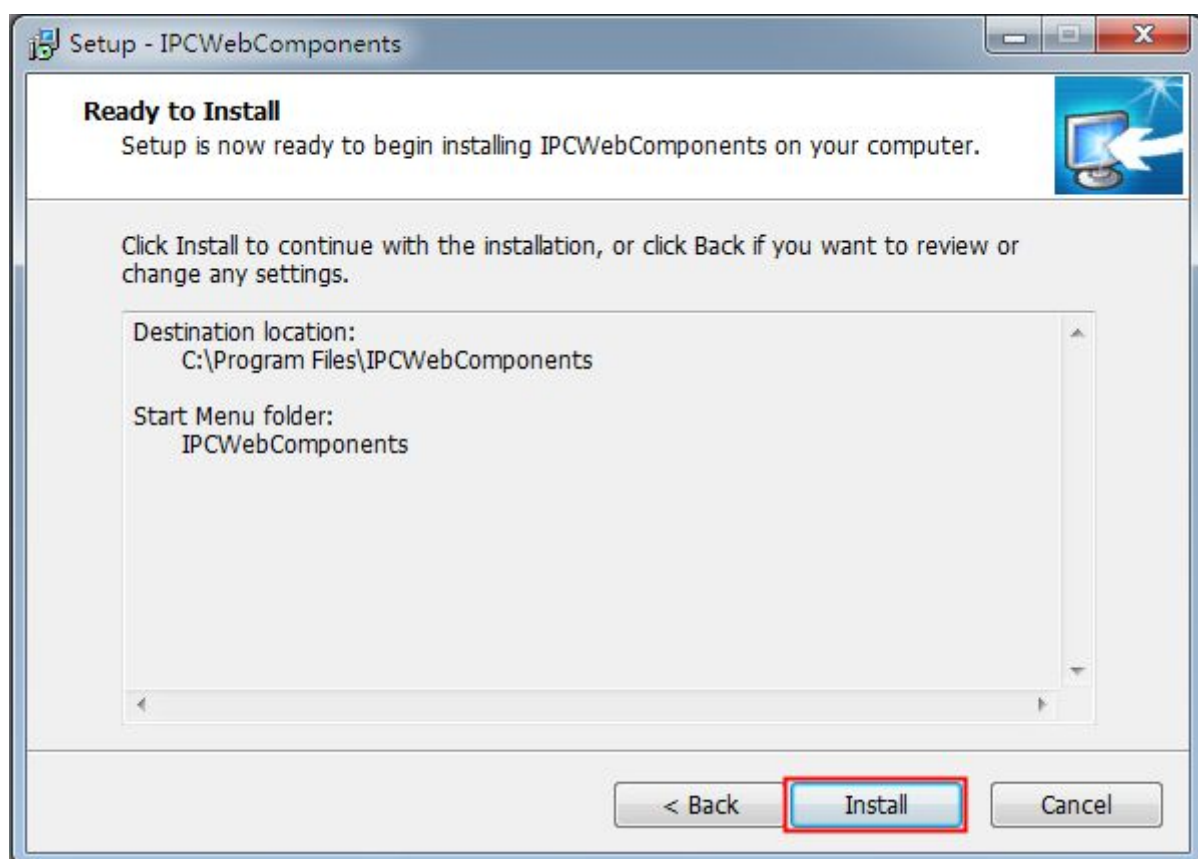 Setup - IPCWebComponents
Ready to Install
Setup is now ready to begin installing IPCWebComponents on your computer.
Click Install to continue with the installation, or click Back if you want to review or
change any settings.
Destination location:
C:\Program Files\IPCWebComponents
Start Menu folder:
IPCWebComponents
< Back Install Cancel